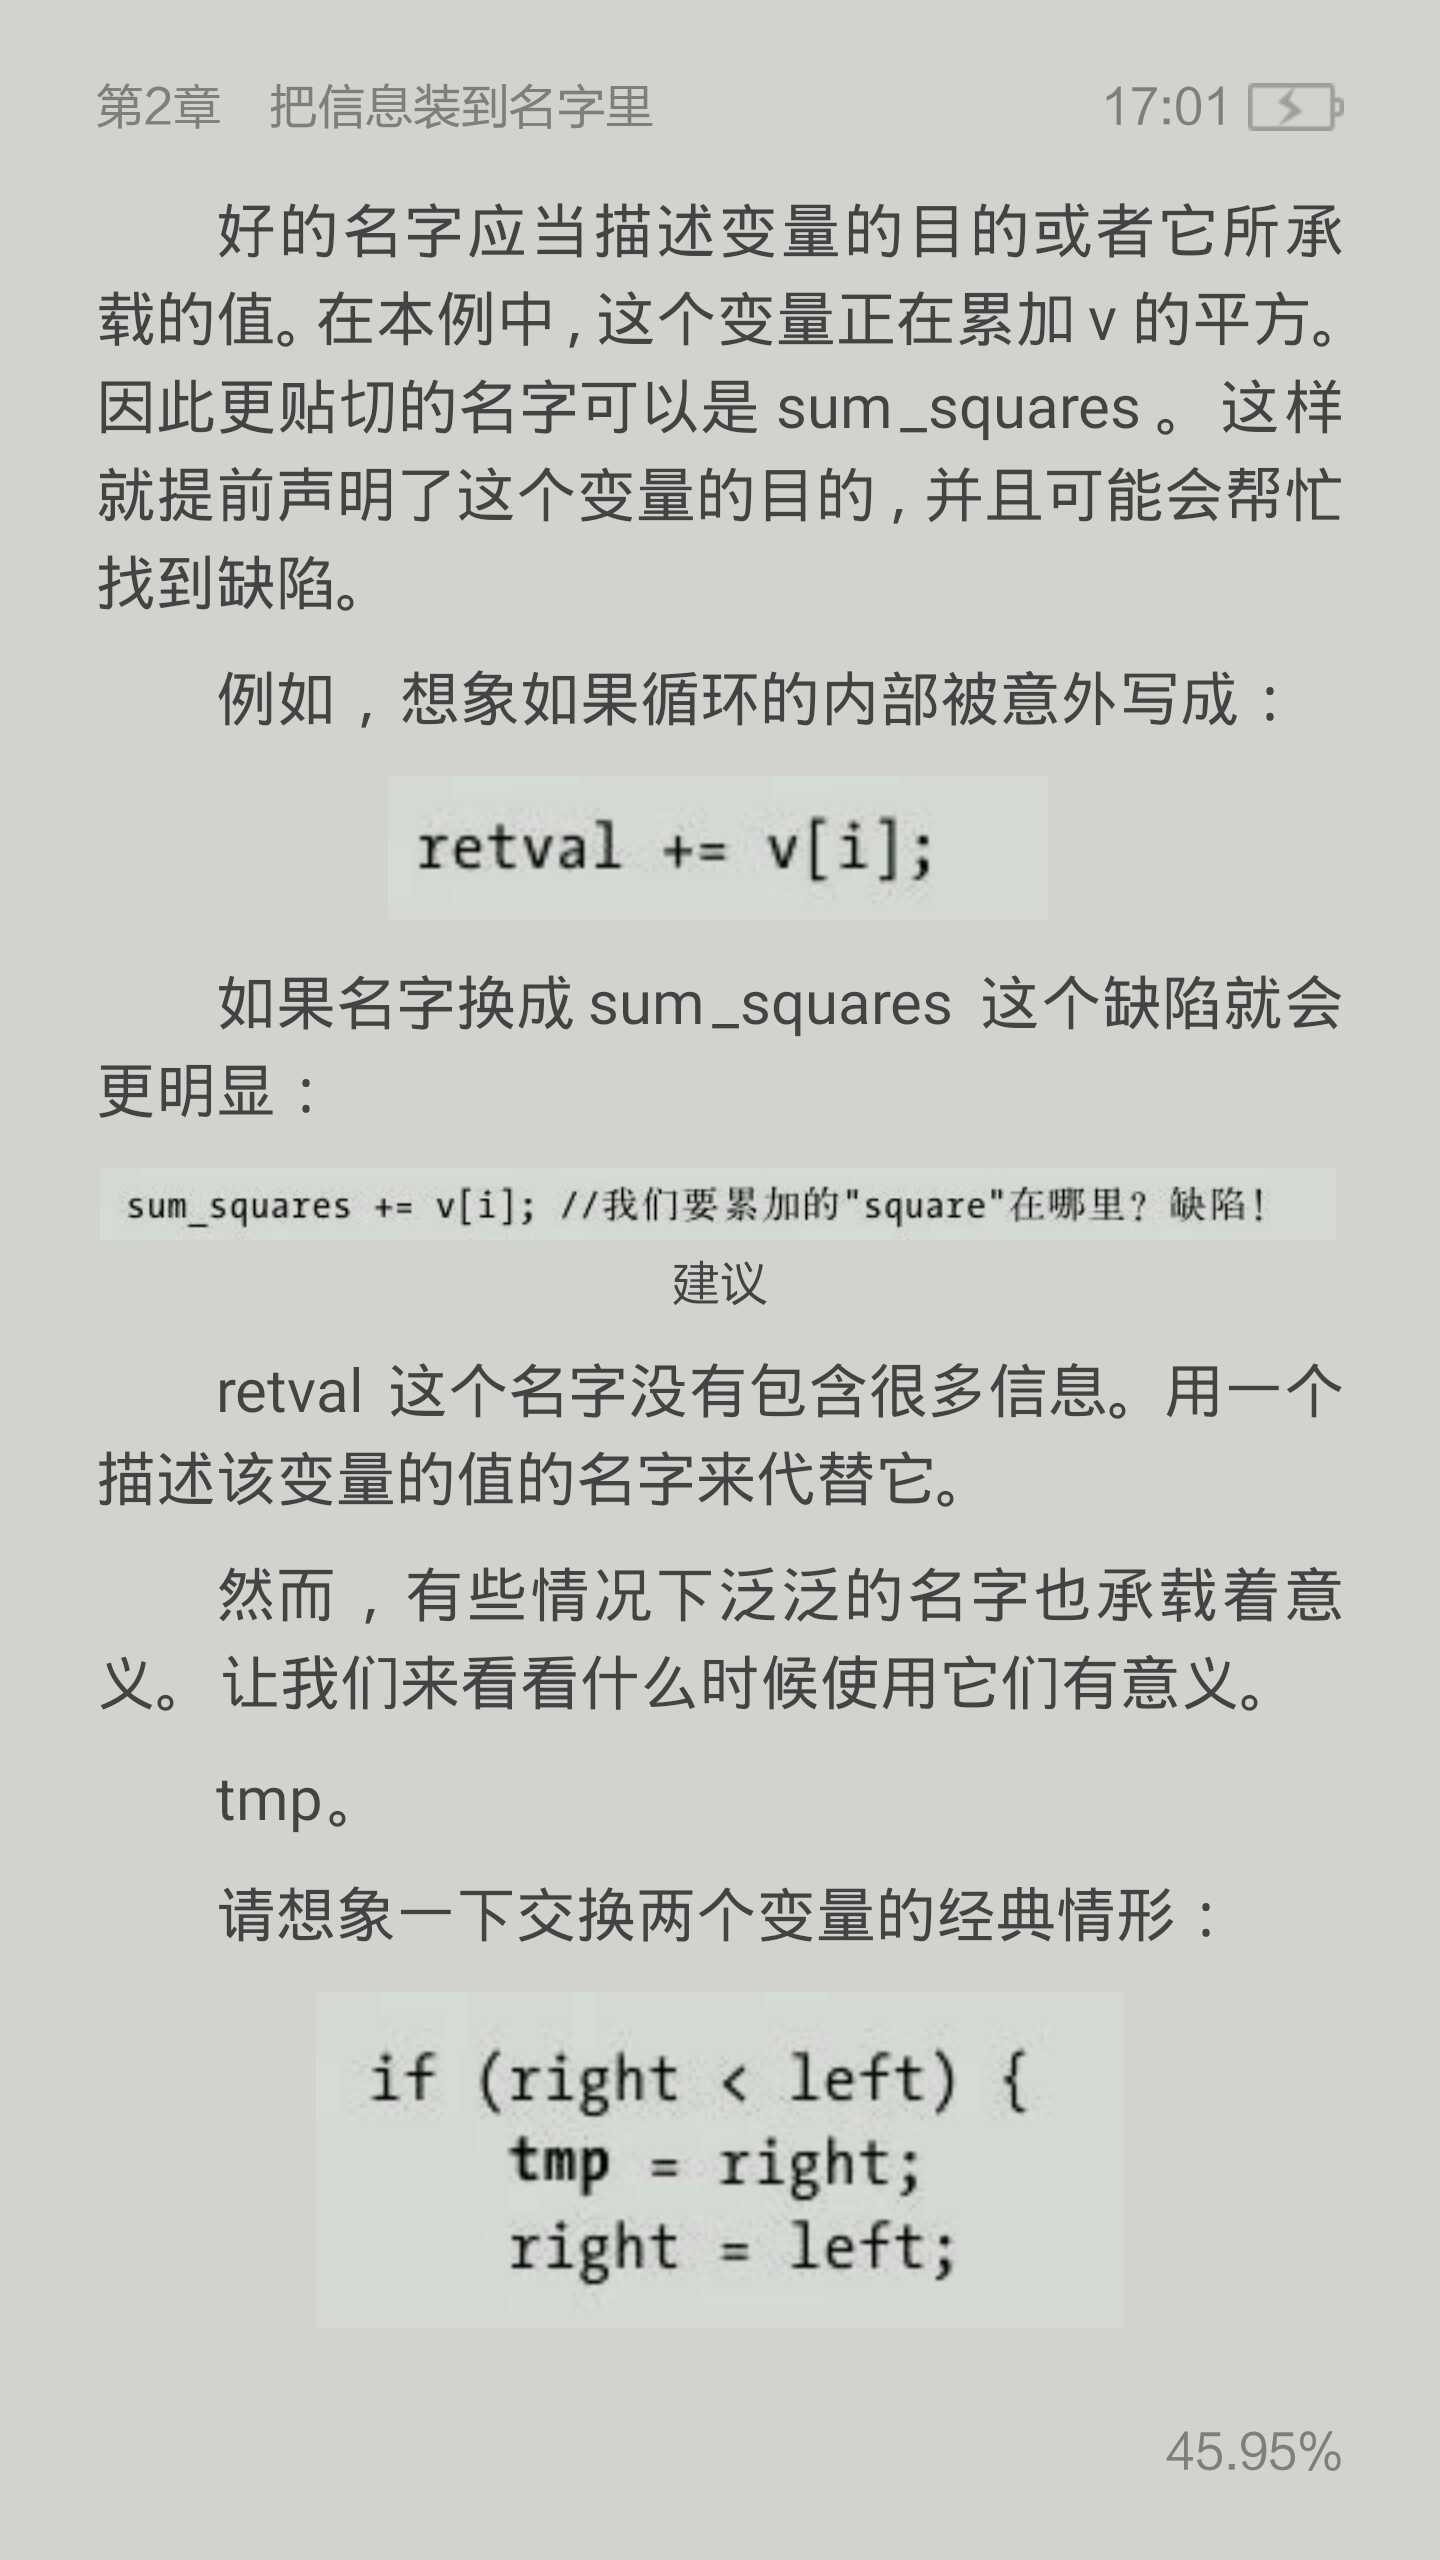 第2章　把信息装到名字里
17:01
好的名字应当描述变量的目的或者它所承
载的值。在本例中，这个变量正在累加 v 的平方。
因此更贴切的名字可以是 sum_squares 。 这样
就提前声明了这个变量的目的，并且可能会帮忙
找到缺陷。
例如，想象如果循环的内部被意外写成：
retval += v[i];
如果名字换成 sum_squares 这个缺陷就会
更明显：
sum_squares += v[i]; //我们要累加的"square"在哪里？缺陷！
建议
retval 这个名字没有包含很多信息。用一个
描述该变量的值的名字来代替它。
然而，有些情况下泛泛的名字也承载着意
义。 让我们来看看什么时候使用它们有意义。
tmp。
请想象一下交换两个变量的经典情形：
if (right < left) {
tmp = right;
right = left;
45.95%